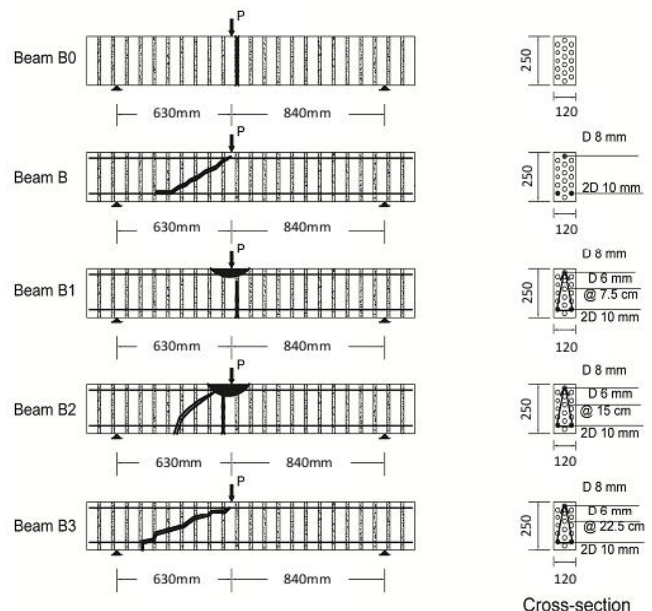 P
Beam B0
250
630mm
840mm
120
P
D 8 mm
Beam B
250
2D 10 mm
630mm
840mm
120
P
D 8 mm
Beam B1
250
D 6 mm
@ 7.5 cm
2D 10 mm
630mm
840mm
120
P
D 8 mm
Beam B2
250
D 6 mm
@ 15 cm
2D 10 mm
630mm
840mm
120
P
D 8 mm
Beam B3
250
D 6 mm
@ 22.5 cm
2D 10 mm
630mm
840mm
120
Cross-section